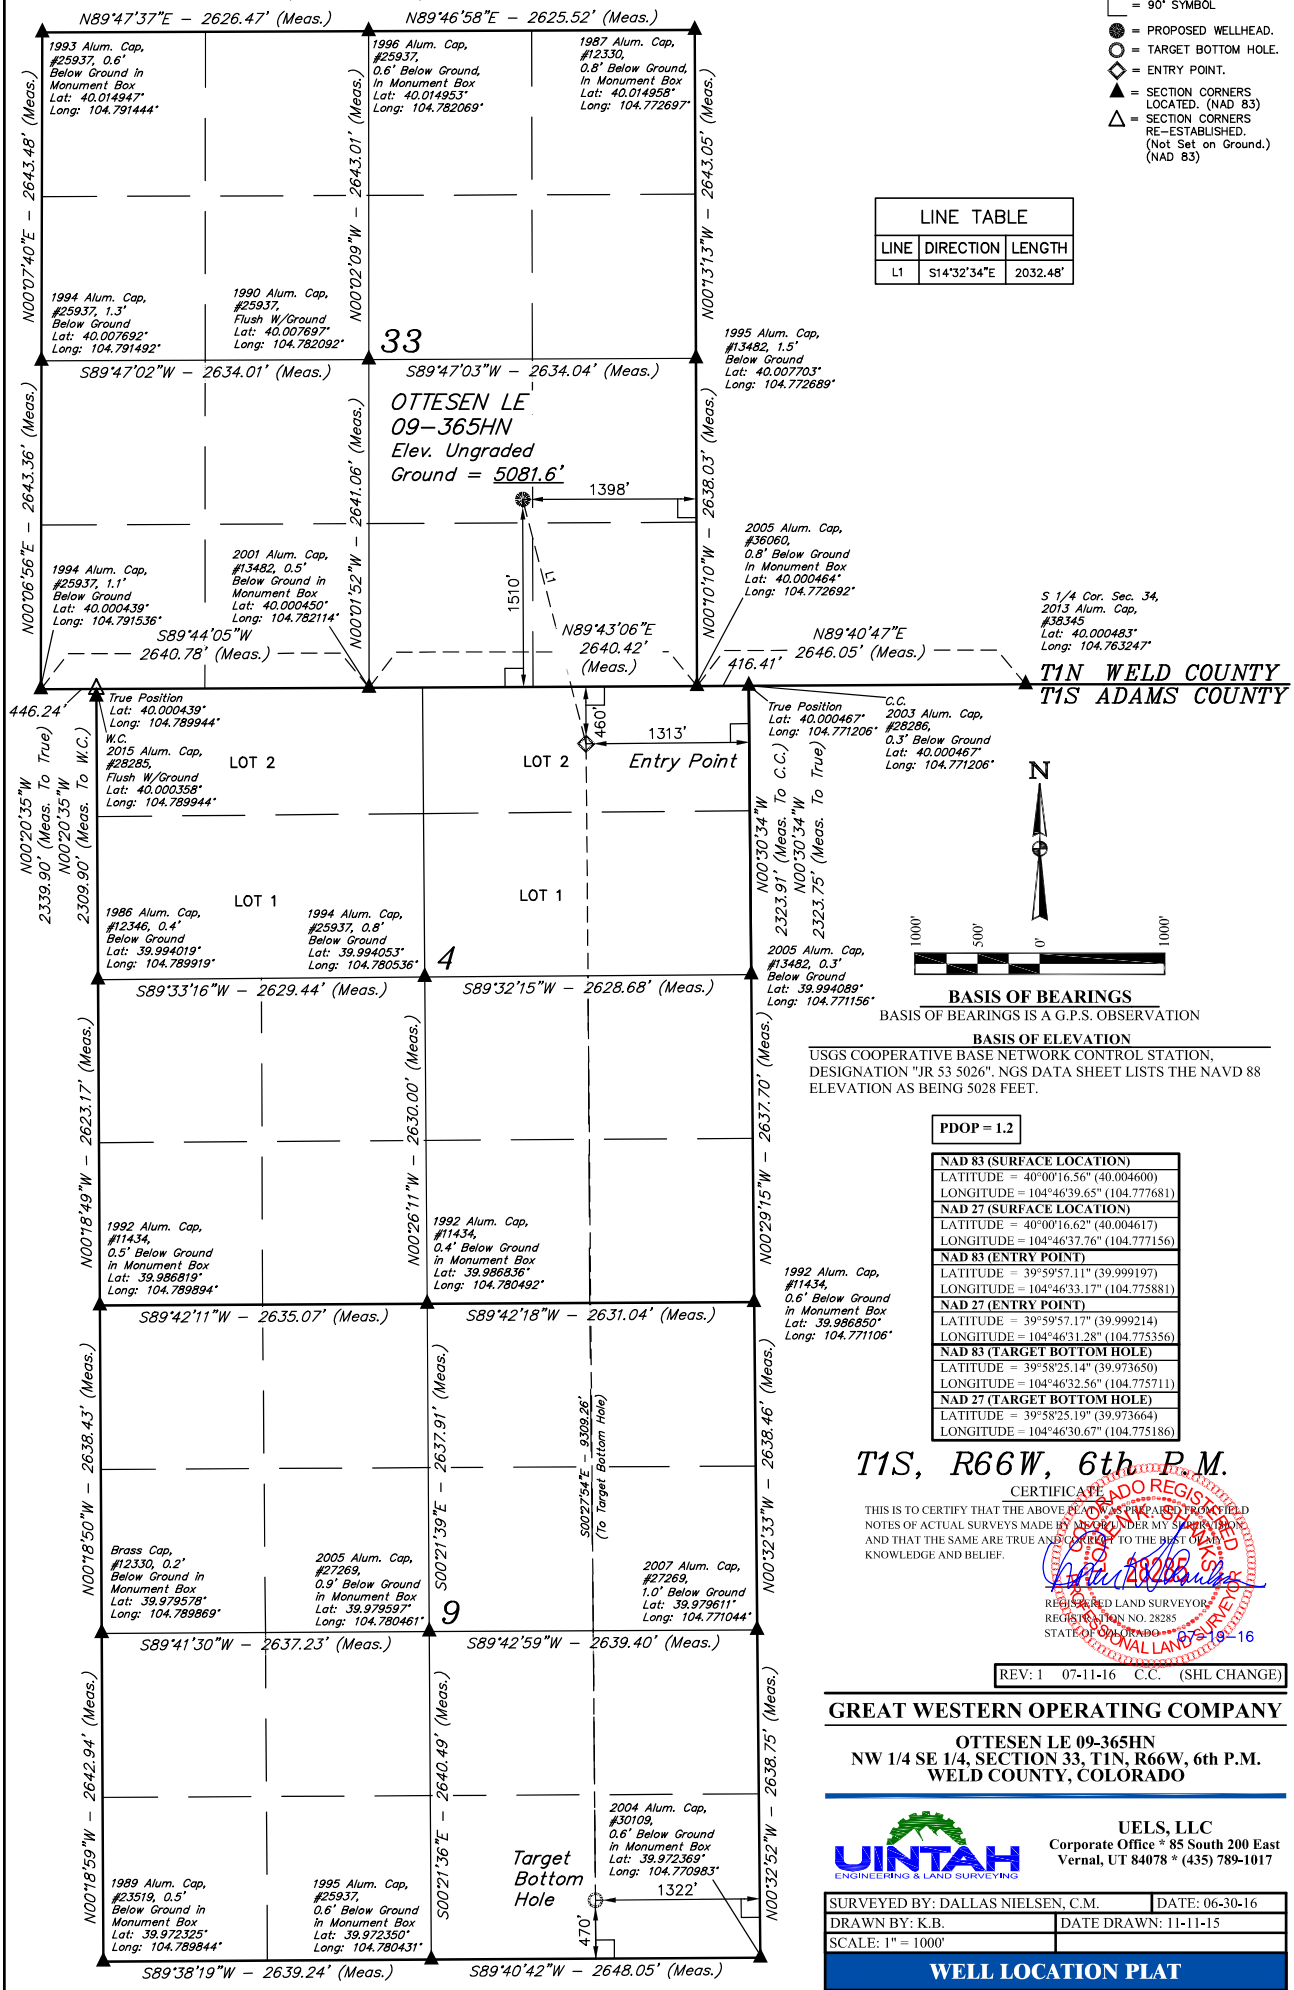 N89°47'37"E - 2626.47' (Meas.)
N89°46'58"E - 2625.52' (Meas.)
= 90° SYMBOL
= PROPOSED WELLHEAD.
= TARGET BOTTOM HOLE.
= ENTRY POINT.
= SECTION CORNERS
LOCATED. (NAD 83)
= SECTION CORNERS
RE-ESTABLISHED.
(Not Set on Ground.)
(NAD 83)
1993 Alum. Cap,
#25937, 0.6'
Below Ground in
Monument Box
Lat: 40.014947°
Long: 104.791444°
1996 Alum. Cap,
#25937,
0.6' Below Ground,
In Monument Box
Lat: 40.014953°
Long: 104.782069°
1987 Alum. Cap,
#12330,
0.8' Below Ground,
In Monument Box
Lat: 40.014958°
Long: 104.772697°
N00°07'40"E - 2643.48' (Meas.)
N00°02'09"W - 2643.01' (Meas.)
N00°13'13"W - 2643.05' (Meas.)
LINE TABLE
LINE DIRECTION LENGTH
L1 S14°32'34"E 2032.48'
1994 Alum. Cap,
#25937, 1.3'
Below Ground
Lat: 40.007692°
Long: 104.791492°
1990 Alum. Cap,
#25937,
Flush W/Ground
Lat: 40.007697°
Long: 104.782092°
33
1995 Alum. Cap,
#13482, 1.5'
Below Ground
Lat: 40.007703°
Long: 104.772689°
S89°47'02"W - 2634.01' (Meas.)
S89°47'03"W - 2634.04' (Meas.)
OTTESEN LE
09-365HN
Elev. Ungraded
Ground = 5081.6'
N00°06'56"E - 2643.36' (Meas.)
N00°01'52"W - 2641.06' (Meas.)
N00°10'10"W - 2638.03' (Meas.)
1398'
1510'
L1
1994 Alum. Cap,
#25937, 1.1'
Below Ground
Lat: 40.000439°
Long: 104.791536°
2001 Alum. Cap,
#13482, 0.5'
Below Ground in
Monument Box
Lat: 40.000450°
Long: 104.782114°
2005 Alum. Cap,
#36060,
0.8' Below Ground
In Monument Box
Lat: 40.000464°
Long: 104.772692°
S 1/4 Cor. Sec. 34,
2013 Alum. Cap,
#38345
Lat: 40.000483°
Long: 104.763247°
S89°44'05"W
2640.78' (Meas.)
N89°43'06"E
2640.42'
(Meas.)
N89°40'47"E
2646.05' (Meas.)
416.41'
T1N WELD COUNTY
T1S ADAMS COUNTY
446.24'
True Position
Lat: 40.000439°
Long: 104.789944°
W.C.
2015 Alum. Cap,
#28285,
Flush W/Ground
Lat: 40.000358°
Long: 104.789944°
LOT 2
LOT 2
460'
1313'
Entry Point
True Position
Lat: 40.000467°
Long: 104.771206°
C.C.
2003 Alum. Cap,
#28286,
0.3' Below Ground
Lat: 40.000467°
Long: 104.771206°
N00°20'35"W
2339.90' (Meas. To True)
N00°20'35"W
2309.90' (Meas. To W.C.)
N00°30'34"W
2323.91' (Meas. To C.C.)
N00°30'34"W
2323.75' (Meas. To True)
N
LOT 1
LOT 1
1986 Alum. Cap,
#12346, 0.4'
Below Ground
Lat: 39.994019°
Long: 104.789919°
1994 Alum. Cap,
#25937, 0.8'
Below Ground
Lat: 39.994053°
Long: 104.780536°
4
2005 Alum. Cap,
#13482, 0.3'
Below Ground
Lat: 39.994089°
Long: 104.771156°
1000'
500'
0'
1000'
S89°33'16"W - 2629.44' (Meas.)
S89°32'15"W - 2628.68' (Meas.)
BASIS OF BEARINGS
BASIS OF BEARINGS IS A G.P.S. OBSERVATION
BASIS OF ELEVATION
USGS COOPERATIVE BASE NETWORK CONTROL STATION,
DESIGNATION "JR 53 5026". NGS DATA SHEET LISTS THE NAVD 88
ELEVATION AS BEING 5028 FEET.
N00°18'49"W - 2623.17' (Meas.)
N00°26'11"W - 2630.00' (Meas.)
N00°29'15"W - 2637.70' (Meas.)
PDOP = 1.2
NAD 83 (SURFACE LOCATION)
LATITUDE = 40°00'16.56" (40.004600)
LONGITUDE = 104°46'39.65" (104.777681)
NAD 27 (SURFACE LOCATION)
LATITUDE = 40°00'16.62" (40.004617)
LONGITUDE = 104°46'37.76" (104.777156)
NAD 83 (ENTRY POINT)
LATITUDE = 39°59'57.11" (39.999197)
LONGITUDE = 104°46'33.17" (104.775881)
NAD 27 (ENTRY POINT)
LATITUDE = 39°59'57.17" (39.999214)
LONGITUDE = 104°46'31.28" (104.775356)
NAD 83 (TARGET BOTTOM HOLE)
LATITUDE = 39°58'25.14" (39.973650)
LONGITUDE = 104°46'32.56" (104.775711)
NAD 27 (TARGET BOTTOM HOLE)
LATITUDE = 39°58'25.19" (39.973664)
LONGITUDE = 104°46'30.67" (104.775186)
1992 Alum. Cap,
#11434,
0.5' Below Ground
in Monument Box
Lat: 39.986819°
Long: 104.789894°
1992 Alum. Cap,
#11434,
0.4' Below Ground
in Monument Box
Lat: 39.986836°
Long: 104.780492°
1992 Alum. Cap,
#11434,
0.6' Below Ground
in Monument Box
Lat: 39.986850°
Long: 104.771106°
S89°42'11"W - 2635.07' (Meas.)
S89°42'18"W - 2631.04' (Meas.)
N00°18'50"W - 2638.43' (Meas.)
S00°21'39"E - 2637.91' (Meas.)
S00°27'54"E - 9309.26'
(To Target Bottom Hole)
N00°32'33"W - 2638.46' (Meas.)
T1S, R66W, 6th P.M.
CERTIFICATE
THIS IS TO CERTIFY THAT THE ABOVE PLAT WAS PREPARED FROM FIELD
NOTES OF ACTUAL SURVEYS MADE BY ME OR UNDER MY SUPERVISION
AND THAT THE SAME ARE TRUE AND CORRECT TO THE BEST OF MY
KNOWLEDGE AND BELIEF.
COLORADO REGISTERED
LOREN K. SHANKS
28285
PROFESSIONAL LAND SURVEYOR
REGISTERED LAND SURVEYOR
REGISTRATION NO. 28285
STATE OF COLORADO
07-19-16
Brass Cap,
#12330, 0.2'
Below Ground in
Monument Box
Lat: 39.979578°
Long: 104.789869°
2005 Alum. Cap,
#27269,
0.9' Below Ground
in Monument Box
Lat: 39.979597°
Long: 104.780461°
9
2007 Alum. Cap,
#27269,
1.0' Below Ground
in Monument Box
Lat: 39.979611°
Long: 104.771044°
S89°41'30"W - 2637.23' (Meas.)
S89°42'59"W - 2639.40' (Meas.)
REV: 1 07-11-16 C.C. (SHL CHANGE)
GREAT WESTERN OPERATING COMPANY
OTTESEN LE 09-365HN
NW 1/4 SE 1/4, SECTION 33, T1N, R66W, 6th P.M.
WELD COUNTY, COLORADO
N00°18'59"W - 2642.94' (Meas.)
S00°21'36"E - 2640.49' (Meas.)
N00°32'52"W - 2638.75' (Meas.)
2004 Alum. Cap,
#30109,
0.6' Below Ground
in Monument Box
Lat: 39.972369°
Long: 104.770983°
Target
Bottom
Hole
1322'
470'
1989 Alum. Cap,
#23519, 0.5'
Below Ground in
Monument Box
Lat: 39.972325°
Long: 104.789844°
1995 Alum. Cap,
#25937,
0.6' Below Ground
in Monument Box
Lat: 39.972350°
Long: 104.780431°
S89°38'19"W - 2639.24' (Meas.)
S89°40'42"W - 2648.05' (Meas.)
UINTAH
ENGINEERING & LAND SURVEYING
UELS, LLC
Corporate Office * 85 South 200 East
Vernal, UT 84078 * (435) 789-1017
SURVEYED BY: DALLAS NIELSEN, C.M. DATE: 06-30-16
DRAWN BY: K.B. DATE DRAWN: 11-11-15
SCALE: 1" = 1000'
WELL LOCATION PLAT